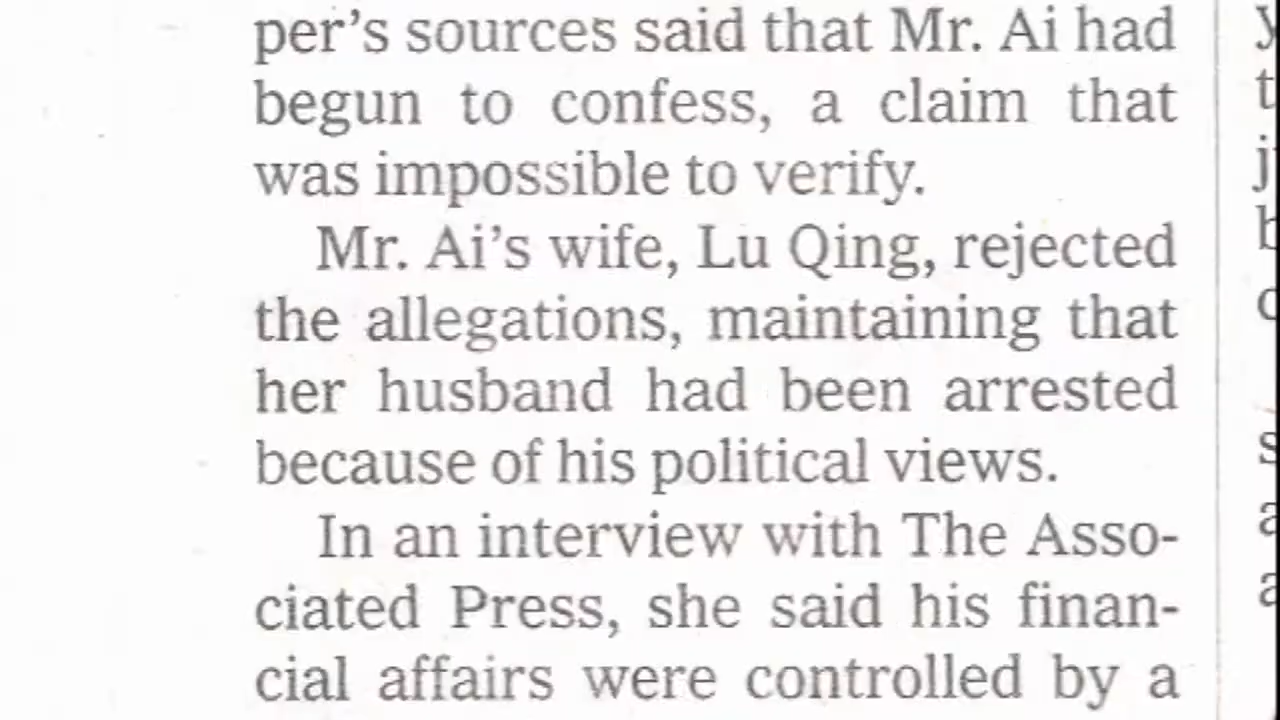 per’s sources said that Mr. Ai had
begun to confess, a claim that
was impossible to verify.
Mr. Ai’s wife, Lu Qing, rejected
the allegations, maintaining that
her husband had been arrested
because of his political views.
In an interview with The Asso-
ciated Press, she said his finan-
cial affairs were controlled by a